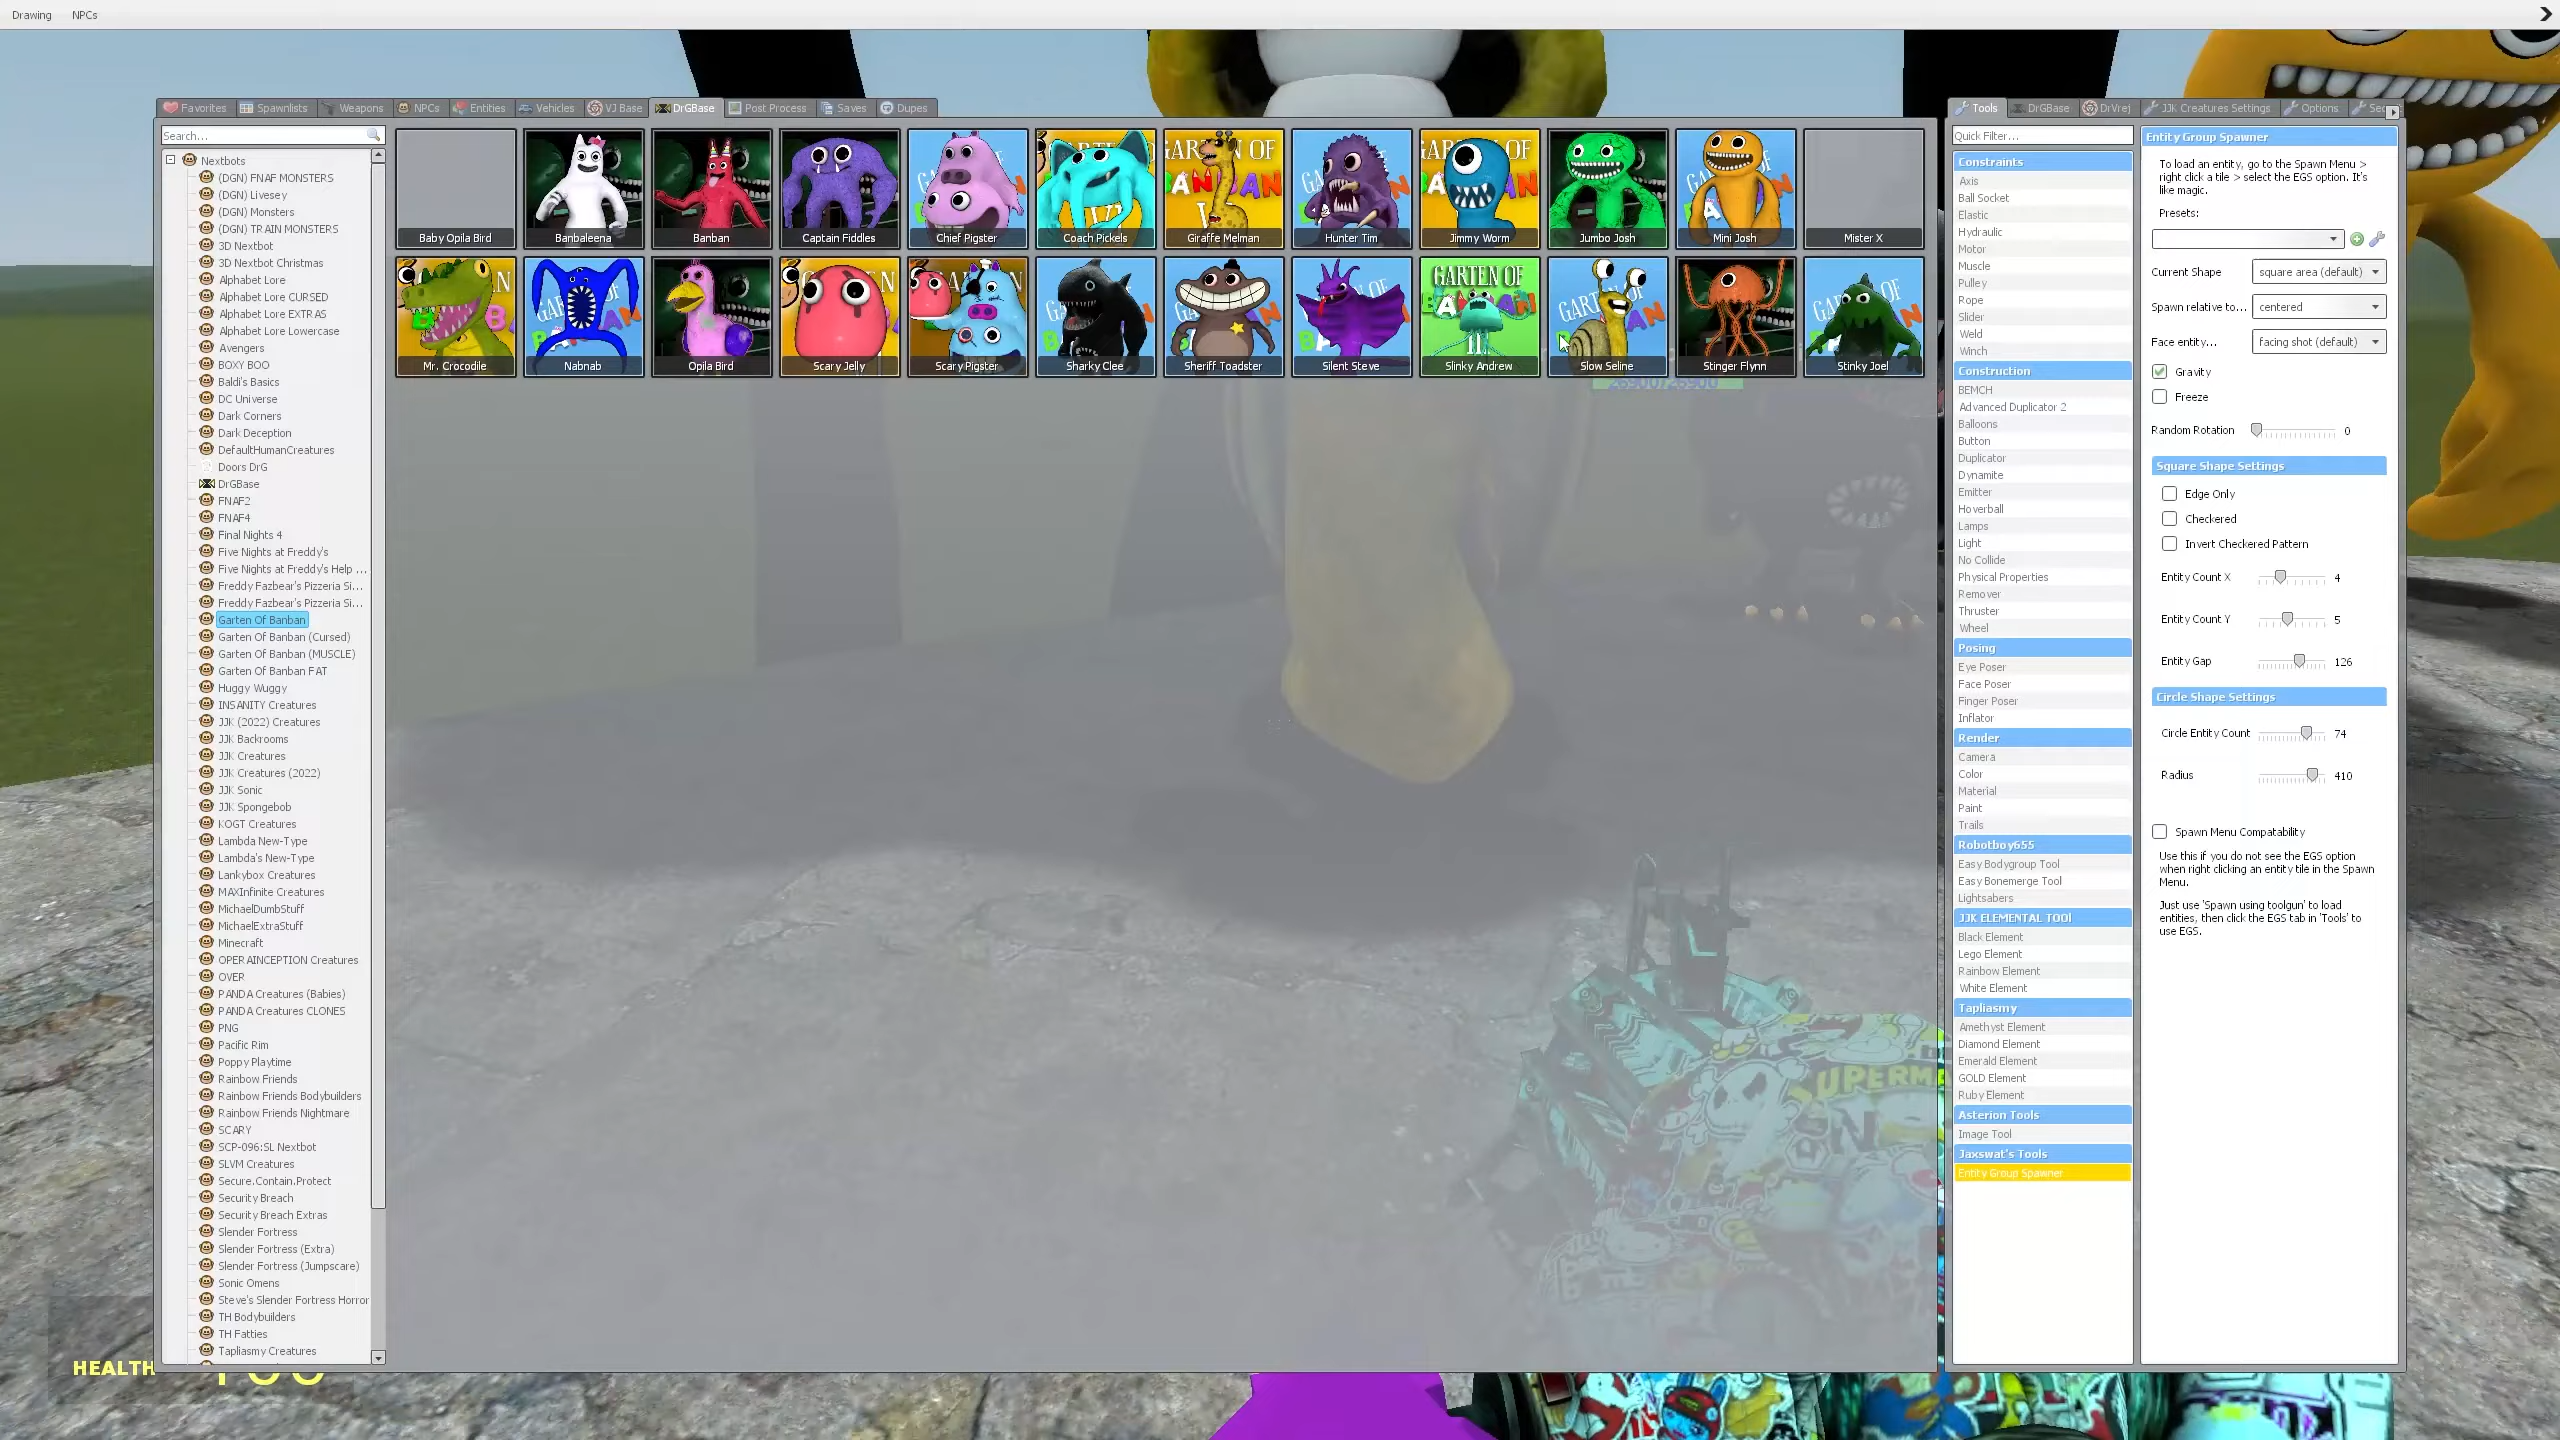 Drawing NPCs
Favorites Spawnlists Weapons NPCs Entities Vehicles VJ Base DrGBase Post Process Saves Dupes
Search...
Nextbots
(DGN) FNAF MONSTERS
(DGN) Livesey
(DGN) Monsters
(DGN) TRAIN MONSTERS
3D Nextbot
3D Nextbot Christmas
Alphabet Lore
Alphabet Lore CURSED
Alphabet Lore EXTRAS
Alphabet Lore Lowercase
Avengers
BOXY BOO
Baldi's Basics
DC Universe
Dark Corners
Dark Deception
DefaultHumanCreatures
Doors DrG
DrGBase
FNAF2
FNAF4
Final Nights 4
Five Nights at Freddy's
Five Nights at Freddy's Help ...
Freddy Fazbear's Pizzeria Si...
Freddy Fazbear's Pizzeria Si...
Garten Of Banban
Garten Of Banban (Cursed)
Garten Of Banban (MUSCLE)
Garten Of Banban FAT
Huggy Wuggy
INSANITY Creatures
JJK (2022) Creatures
JJK Backrooms
JJK Creatures
JJK Creatures (2022)
JJK Sonic
JJK Spongebob
KOGT Creatures
Lambda New-Type
Lambda's New-Type
Lankybox Creatures
MAXInfinite Creatures
MichaelDumbStuff
MichaelExtraStuff
Minecraft
OPERAINCEPTION Creatures
OVER
PANDA Creatures (Babies)
PANDA Creatures CLONES
PNG
Pacific Rim
Poppy Playtime
Rainbow Friends
Rainbow Friends Bodybuilders
Rainbow Friends Nightmare
SCARY
SCP-096:SL Nextbot
SLVM Creatures
Secure.Contain.Protect
Security Breach
Security Breach Extras
Slender Fortress
Slender Fortress (Extra)
Slender Fortress (Jumpscare)
Sonic Omens
Steve's Slender Fortress Horror
TH Bodybuilders
TH Fatties
Tapliasmy Creatures
Baby Opila Bird Banbaleena Banban Captain Fiddles Chief Pigster Coach Pickels Giraffe Melman Hunter Tim Jimmy Worm Jumbo Josh Mini Josh Mister X
Mr. Crocodile Nabnab Opila Bird Scary Jelly Scary Pigster Sharky Clee Sheriff Toadster Silent Steve Slinky Andrew Slow Seline Stinger Flynn Stinky Joel
HEALTH
Tools DrGBase DrVrej JJK Creatures Settings Options
Quick Filter...
Constraints
Axis
Ball Socket
Elastic
Hydraulic
Motor
Muscle
Pulley
Rope
Slider
Weld
Winch
Construction
BEMCH
Advanced Duplicator 2
Balloons
Button
Duplicator
Dynamite
Emitter
Hoverball
Lamps
Light
No Collide
Physical Properties
Remover
Thruster
Wheel
Posing
Eye Poser
Face Poser
Finger Poser
Inflator
Render
Camera
Color
Material
Paint
Trails
Robotboy655
Easy Bodygroup Tool
Easy Bonemerge Tool
Lightsabers
JJK ELEMENTAL TOOl
Black Element
Lego Element
Rainbow Element
White Element
Tapliasmy
Amethyst Element
Diamond Element
Emerald Element
GOLD Element
Ruby Element
Asterion Tools
Image Tool
Jaxswat's Tools
Entity Group Spawner
Entity Group Spawner
To load an entity, go to the Spawn Menu >
right click a tile > select the EGS option. It's
like magic.
Presets:
Current Shape square area (default)
Spawn relative to... centered
Face entity... facing shot (default)
Gravity
Freeze
Random Rotation 0
Square Shape Settings
Edge Only
Checkered
Invert Checkered Pattern
Entity Count X 4
Entity Count Y 5
Entity Gap 126
Circle Shape Settings
Circle Entity Count 74
Radius 410
Spawn Menu Compatability
Use this if you do not see the EGS option
when right clicking an entity tile in the Spawn
Menu.
Just use 'Spawn using toolgun' to load
entities, then click the EGS tab in 'Tools' to
use EGS.